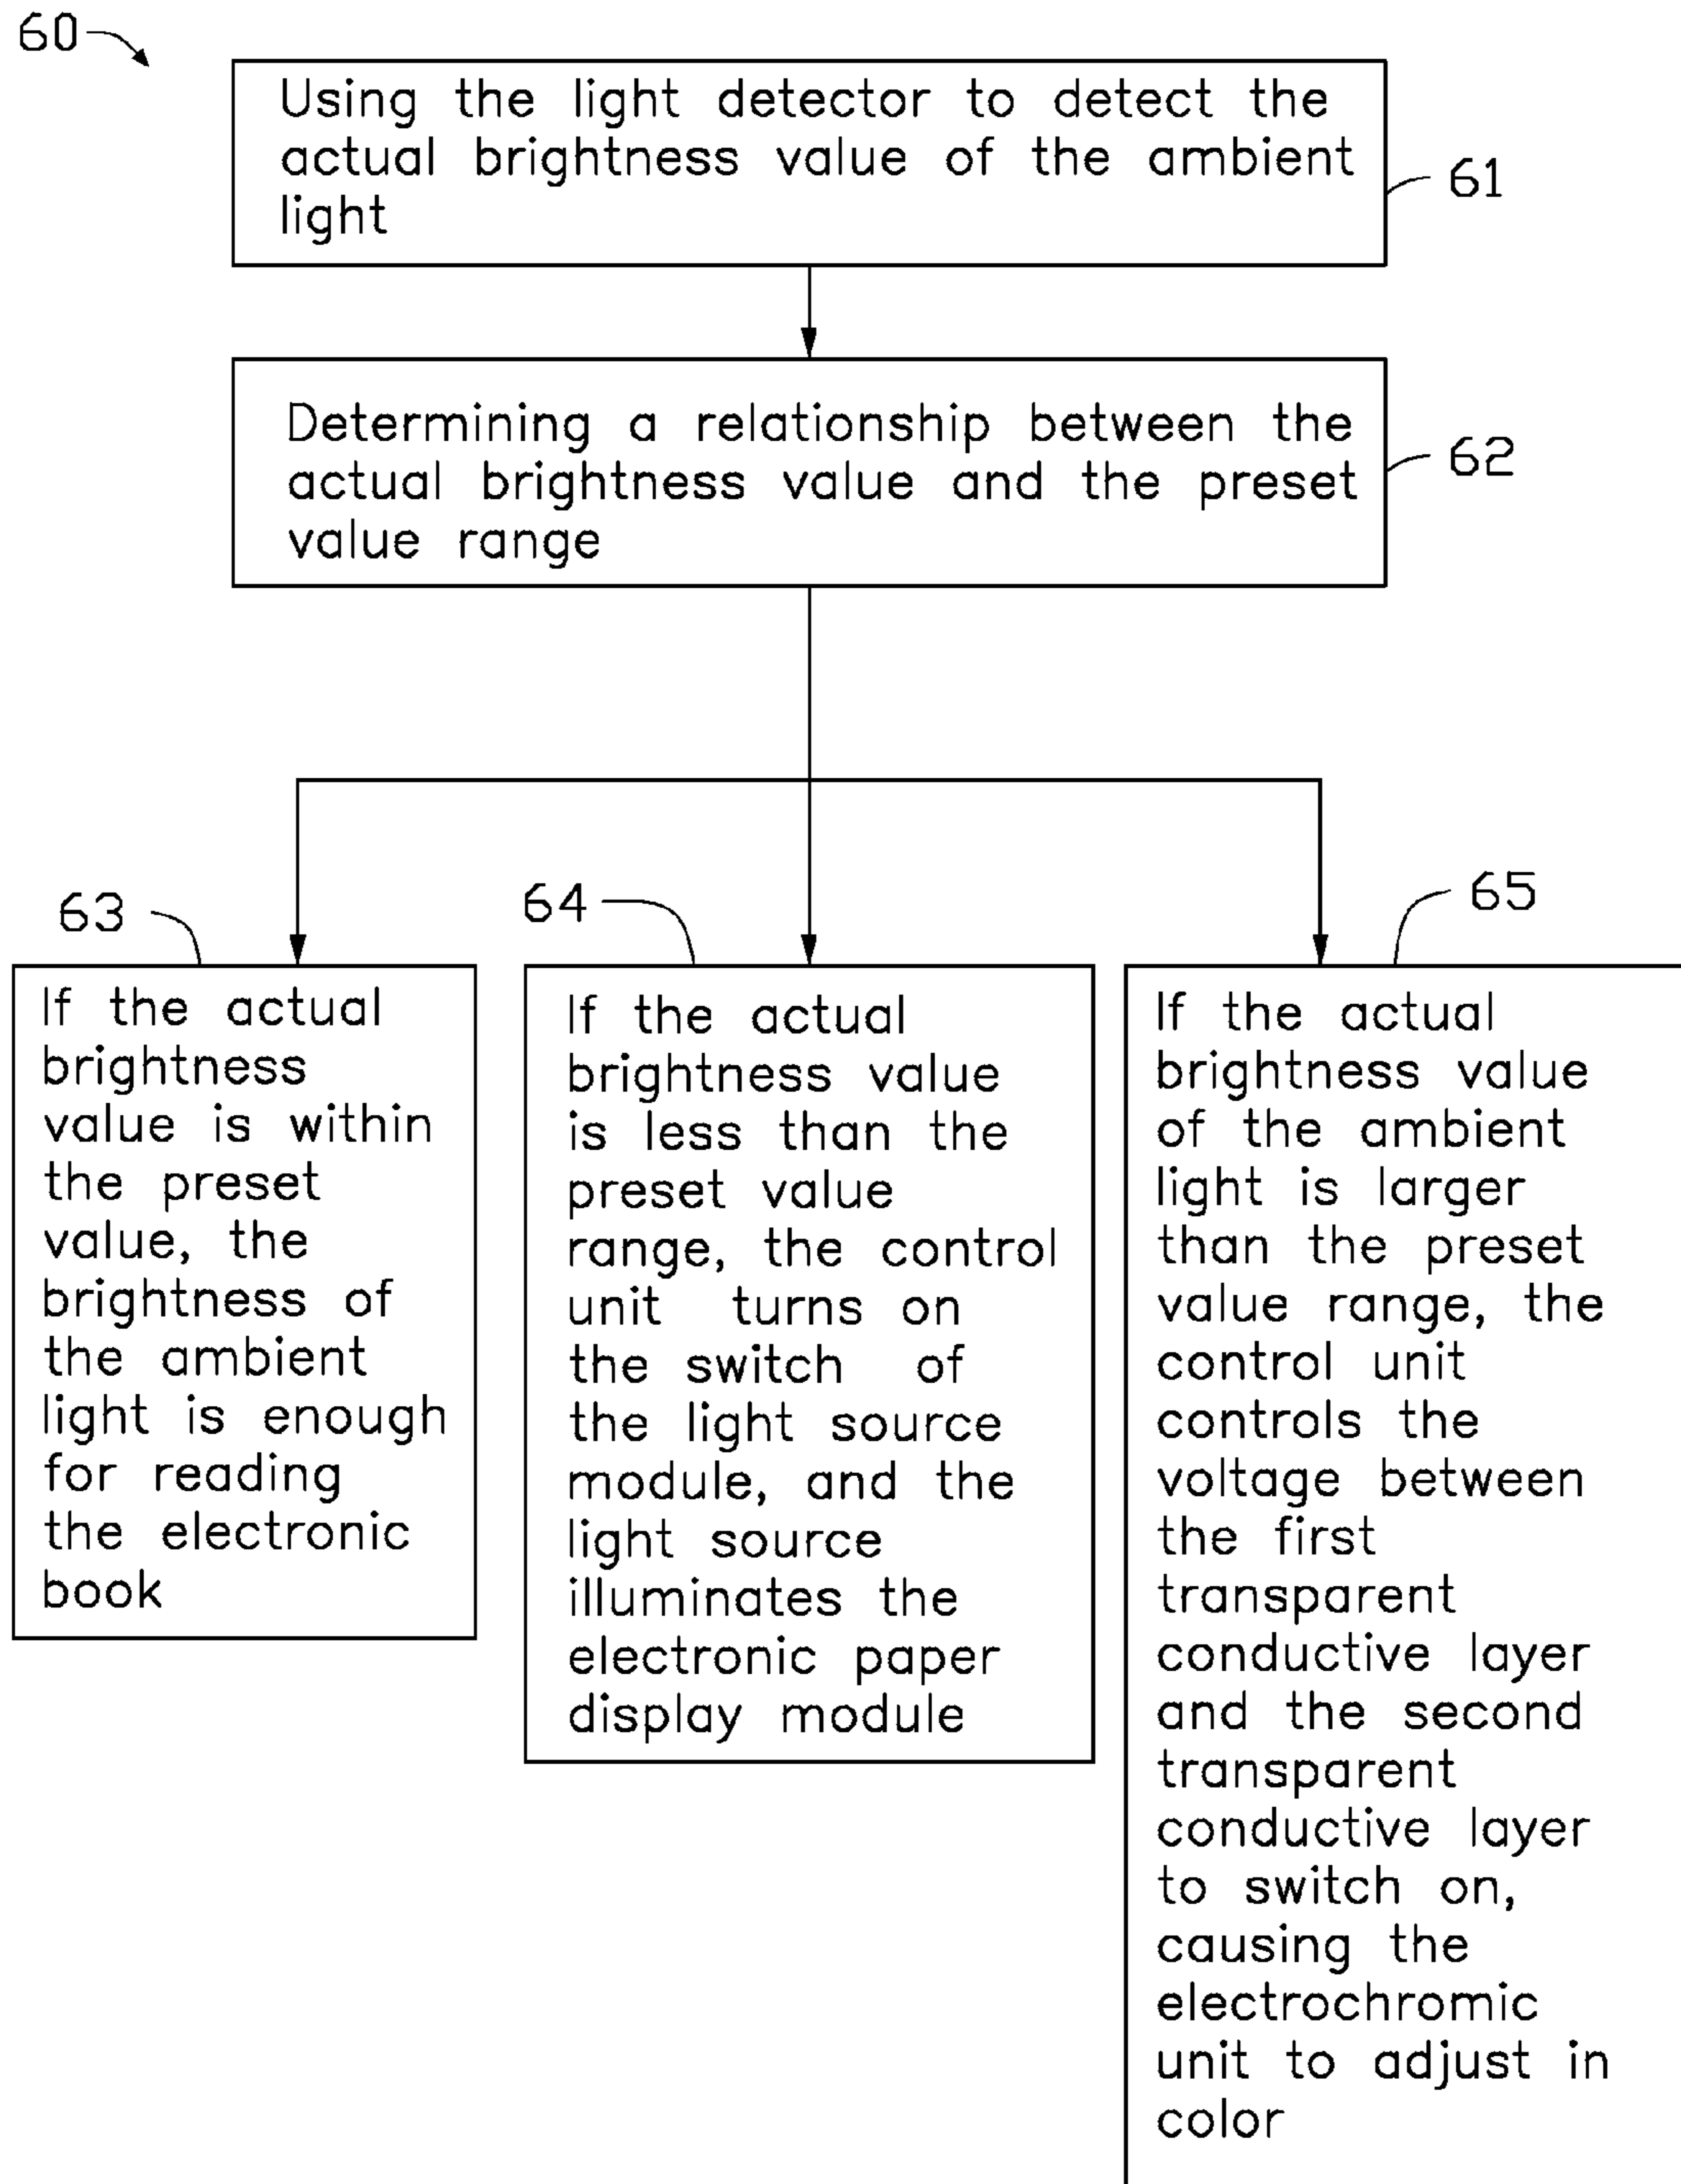 60
Using the light detector to detect the
actual brightness value of the ambient
light
61
Determining a relationship between the
actual brightness value and the preset
value range
62
63
If the actual
brightness
value is within
the preset
value, the
brightness of
the ambient
light is enough
for reading
the electronic
book
64
If the actual
brightness value
is less than the
preset value
range, the control
unit turns on
the switch of
the light source
module, and the
light source
illuminates the
electronic paper
display module
65
If the actual
brightness value
of the ambient
light is larger
than the preset
value range, the
control unit
controls the
voltage between
the first
transparent
conductive layer
and the second
transparent
conductive layer
to switch on,
causing the
electrochromic
unit to adjust in
color